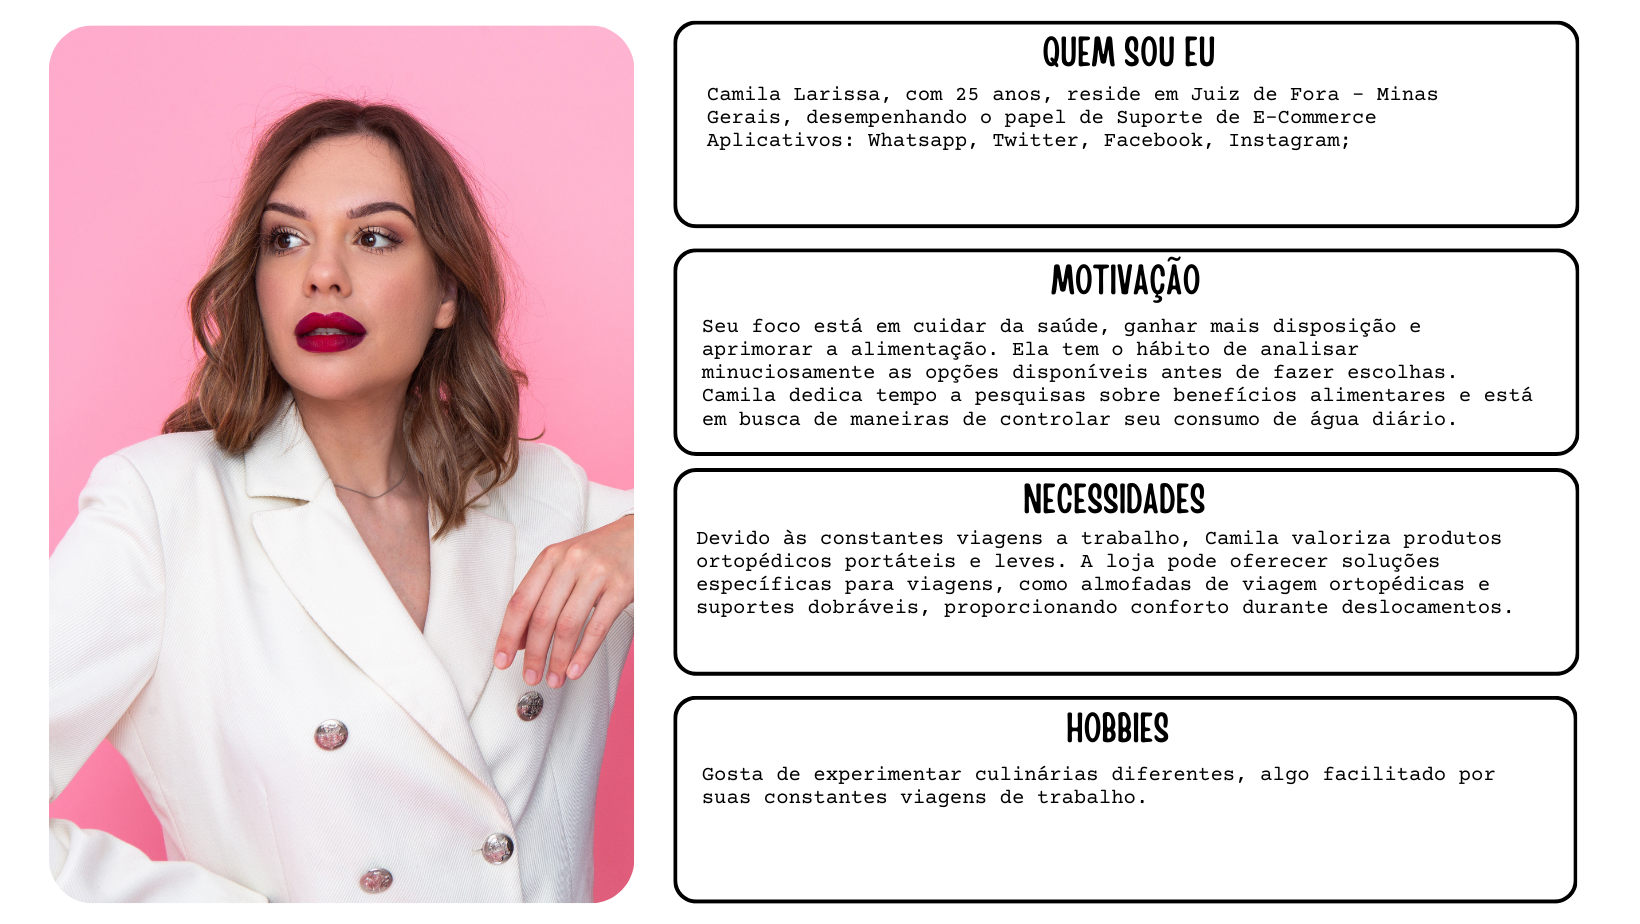 QUEM SOU EU
Camila Larissa, com 25 anos, reside em Juiz de Fora - Minas
Gerais, desempenhando o papel de Suporte de E-Commerce
Aplicativos: Whatsapp, Twitter, Facebook, Instagram;
MOTIVAÇÃO
Seu foco está em cuidar da saúde, ganhar mais disposição e
aprimorar a alimentação. Ela tem o hábito de analisar
minuciosamente as opções disponíveis antes de fazer escolhas.
Camila dedica tempo a pesquisas sobre benefícios alimentares e está
em busca de maneiras de controlar seu consumo de água diário.
NECESSIDADES
Devido às constantes viagens a trabalho, Camila valoriza produtos
ortopédicos portáteis e leves. A loja pode oferecer soluções
específicas para viagens, como almofadas de viagem ortopédicas e
suportes dobráveis, proporcionando conforto durante deslocamentos.
HOBBIES
Gosta de experimentar culinárias diferentes, algo facilitado por
suas constantes viagens de trabalho.